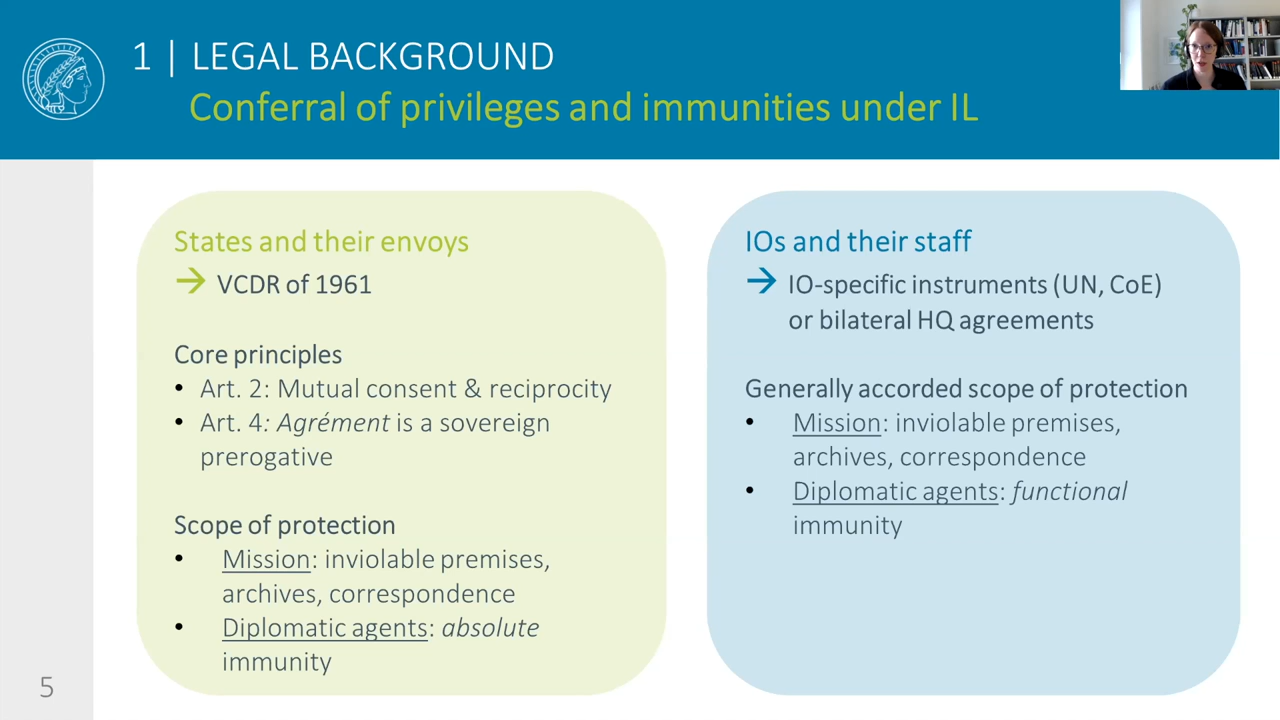 1 | LEGAL BACKGROUND
Conferral of privileges and immunities under IL
States and their envoys
→ VCDR of 1961
Core principles
• Art. 2: Mutual consent & reciprocity
• Art. 4: Agrément is a sovereign
prerogative
Scope of protection
• Mission: inviolable premises,
archives, correspondence
• Diplomatic agents: absolute
immunity
IOs and their staff
→ IO-specific instruments (UN, CoE)
or bilateral HQ agreements
Generally accorded scope of protection
• Mission: inviolable premises,
archives, correspondence
• Diplomatic agents: functional
immunity
5